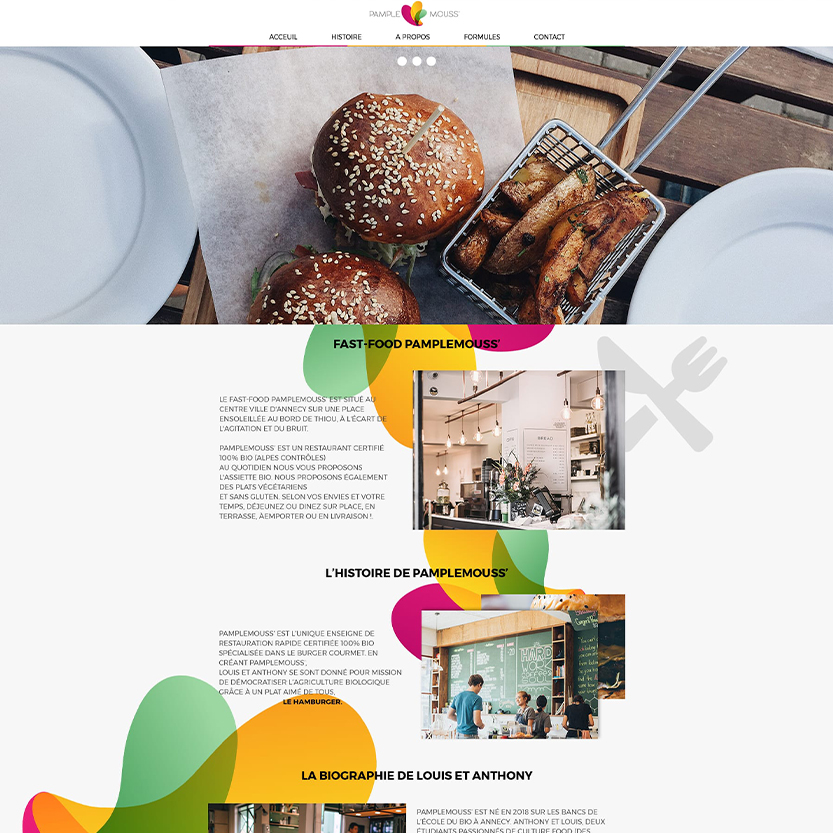 PAMPLE MOUSS'
ACCEUIL HISTOIRE A PROPOS FORMULES CONTACT
FAST-FOOD PAMPLEMOUSS'
LE FAST-FOOD PAMPLEMOUSS' EST SITUÉ AU
CENTRE VILLE D'ANNECY SUR UNE PLACE
ENSOLEILLÉE AU BORD DE THIOU, À L'ÉCART DE
L'AGITATION ET DU BRUIT.
PAMPLEMOUSS' EST UN RESTAURANT CERTIFIÉ
100% BIO (ALPES CONTRÔLES)
AU QUOTIDIEN NOUS VOUS PROPOSONS
L'ASSIETTE BIO. NOUS PROPOSONS ÉGALEMENT
DES PLATS VÉGÉTARIENS
ET SANS GLUTEN. SELON VOS ENVIES ET VOTRE
TEMPS, DÉJEUNEZ OU DINEZ SUR PLACE, EN
TERRASSE, ÀEMPORTER OU EN LIVRAISON !.
BREAD
L'HISTOIRE DE PAMPLEMOUSS'
PAMPLEMOUSS' EST L'UNIQUE ENSEIGNE DE
RESTAURATION RAPIDE CERTIFIÉE 100% BIO
SPÉCIALISÉE DANS LE BURGER GOURMET. EN
CRÉANT PAMPLEMOUSS',
LOUIS ET ANTHONY SE SONT DONNÉ POUR MISSION
DE DÉMOCRATISER L'AGRICULTURE BIOLOGIQUE
GRÂCE À UN PLAT AIMÉ DE TOUS,
LE HAMBURGER.
HARD
WORK
LA BIOGRAPHIE DE LOUIS ET ANTHONY
PAMPLEMOUSS' EST NÉ EN 2018 SUR LES BANCS DE
L'ÉCOLE DU BIO À ANNECY. ANTHONY ET LOUIS, DEUX
ÉTUDIANTS PASSIONNÉS DE CULTURE FOOD (DES